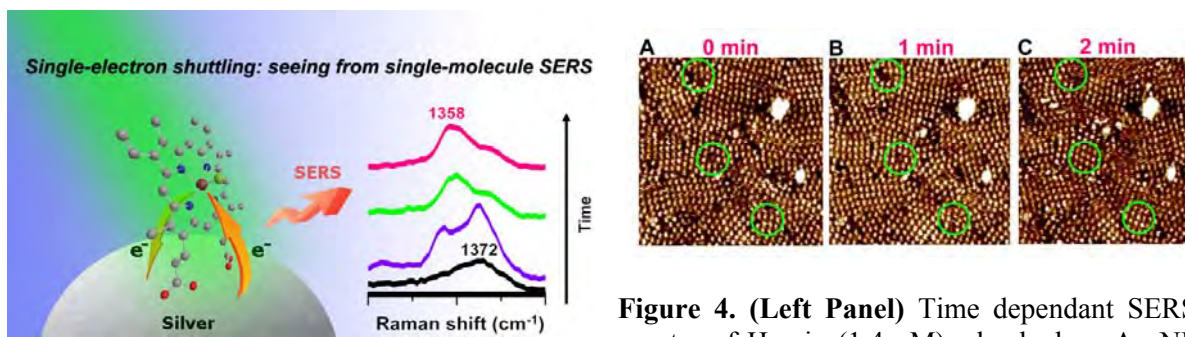 Single-electron shuttling: seeing from single-molecule SERS
1358
SERS
1372
Time
e⁻
e⁻
Silver
Raman shift (cm⁻¹)
A 0 min B 1 min C 2 min
Figure 4. (Left Panel) Time dependant SERS